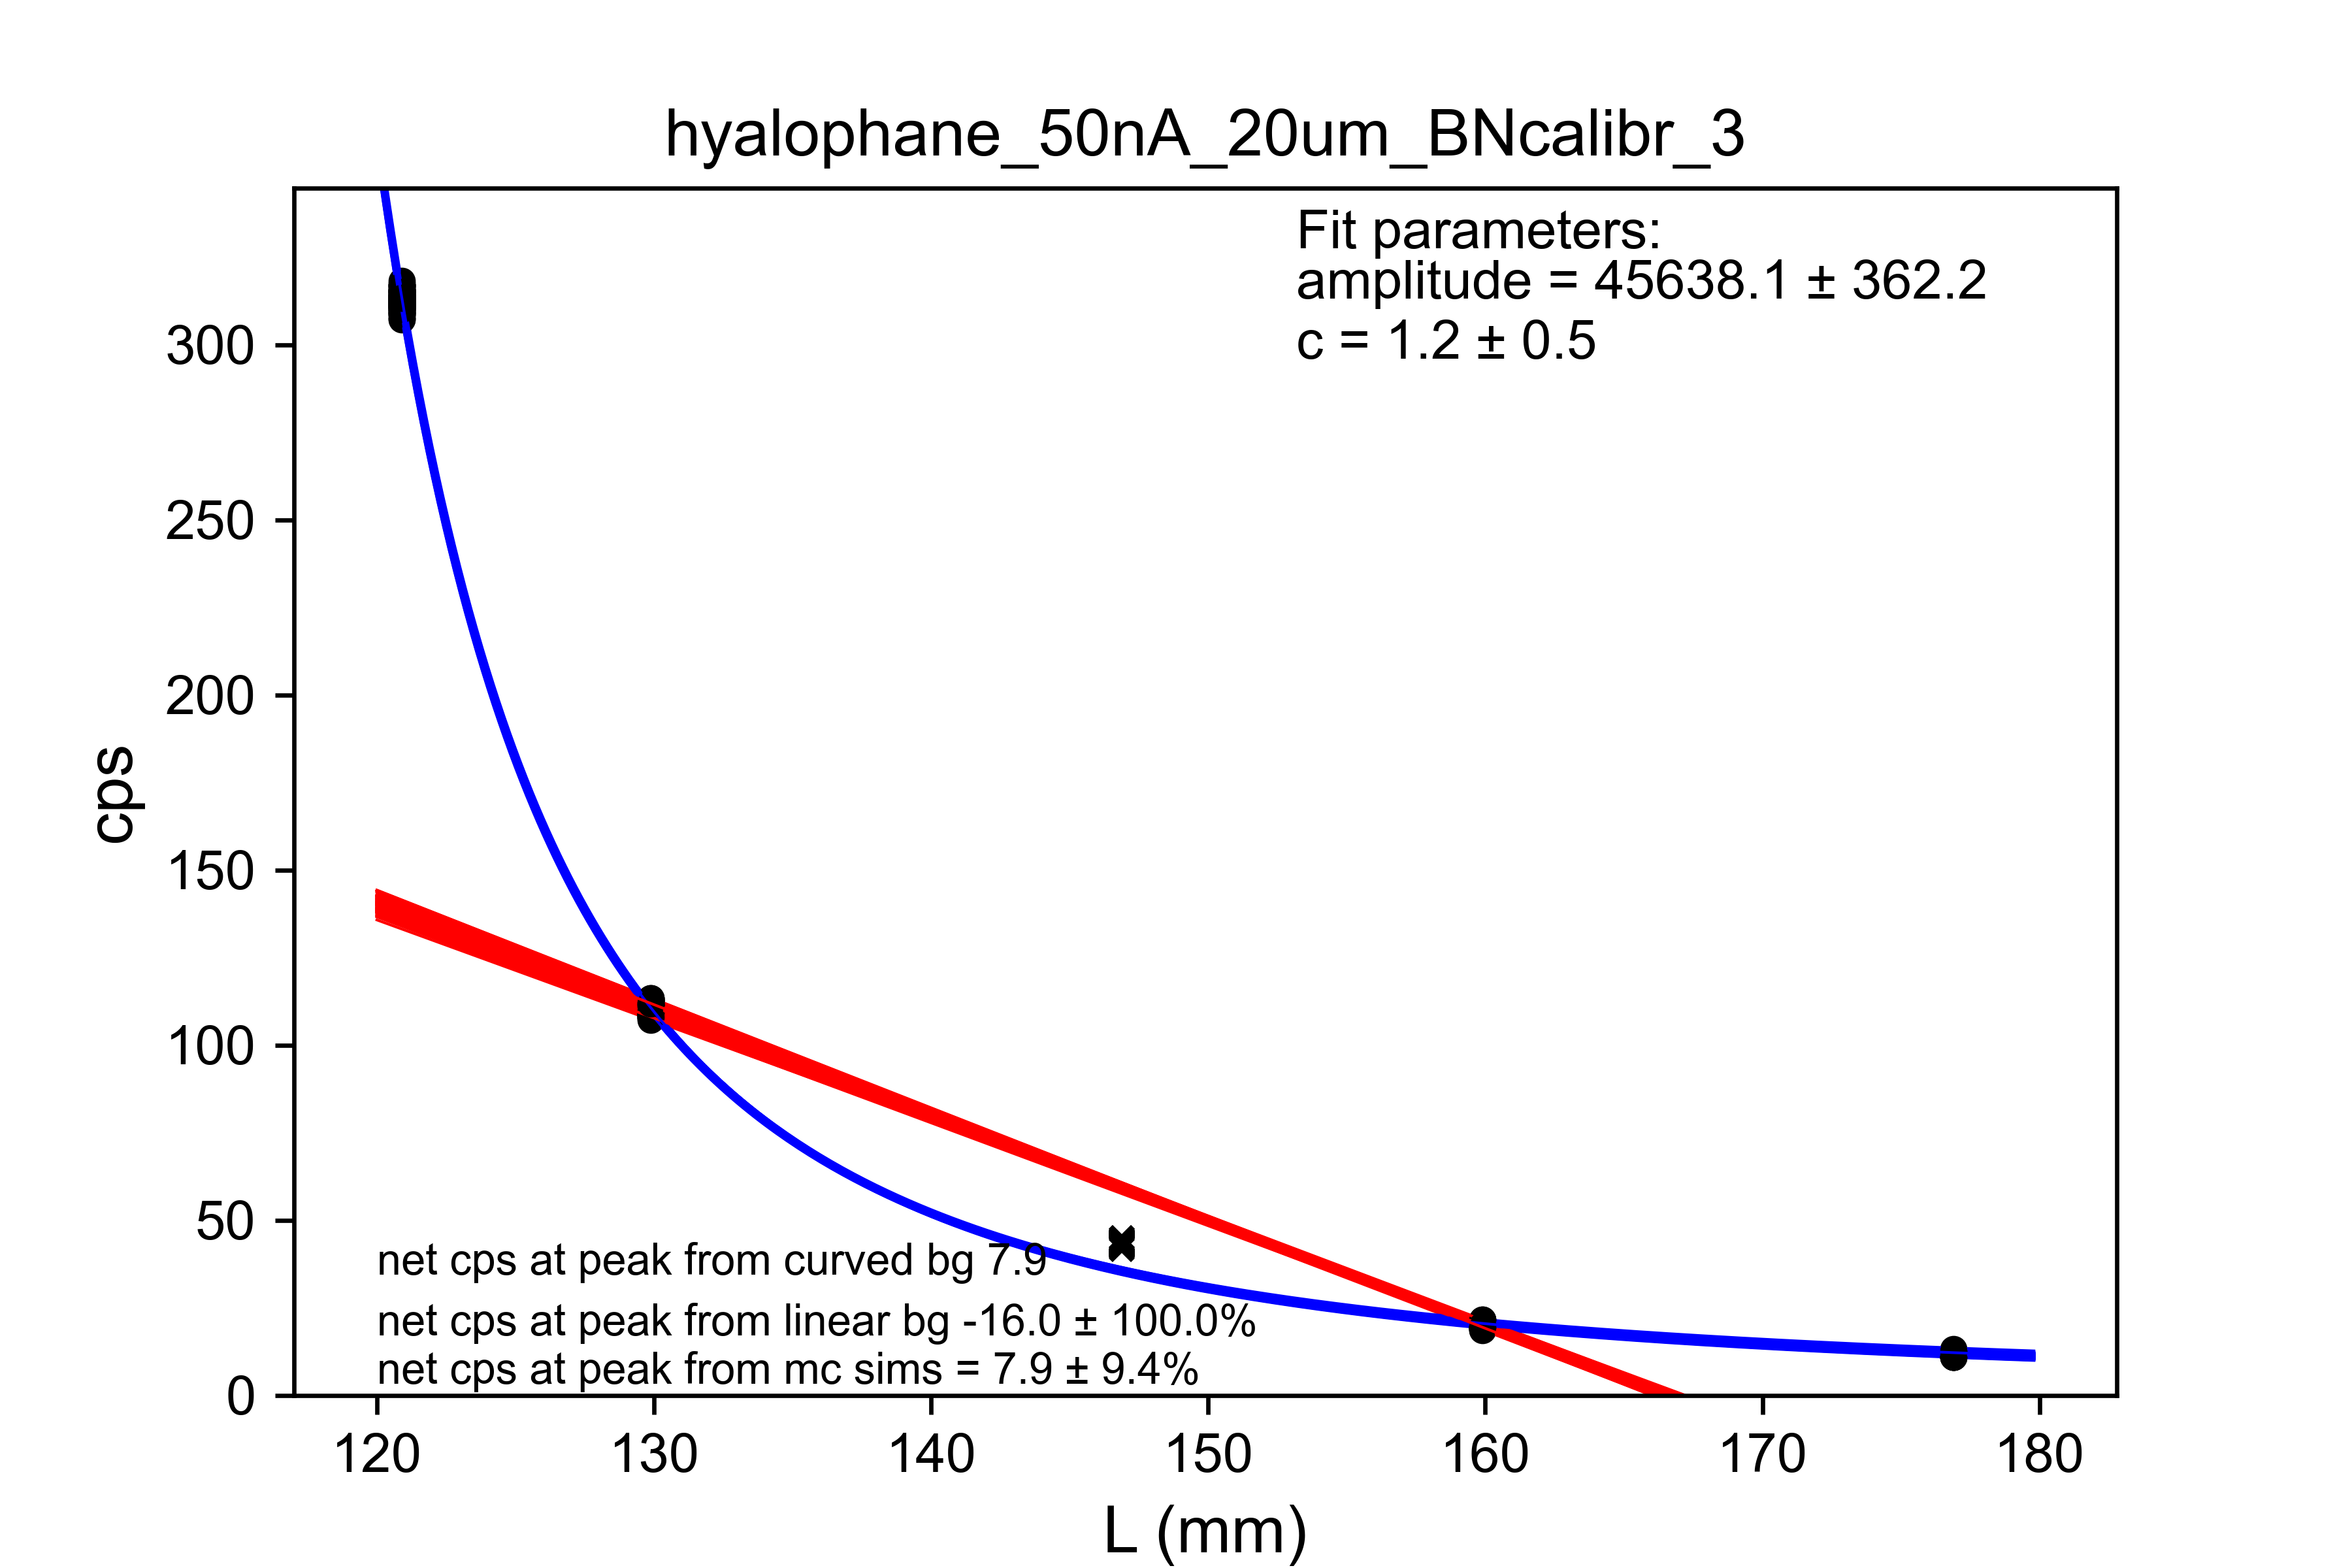 hyalophane_50nA_20um_BNcalibr_3
Fit parameters:
amplitude = 45638.1 ± 362.2
c = 1.2 ± 0.5
300
250
200
150
100
50
0
cps
net cps at peak from curved bg 7.9
net cps at peak from linear bg -16.0 ± 100.0%
net cps at peak from mc sims = 7.9 ± 9.4%
120 130 140 150 160 170 180
L (mm)